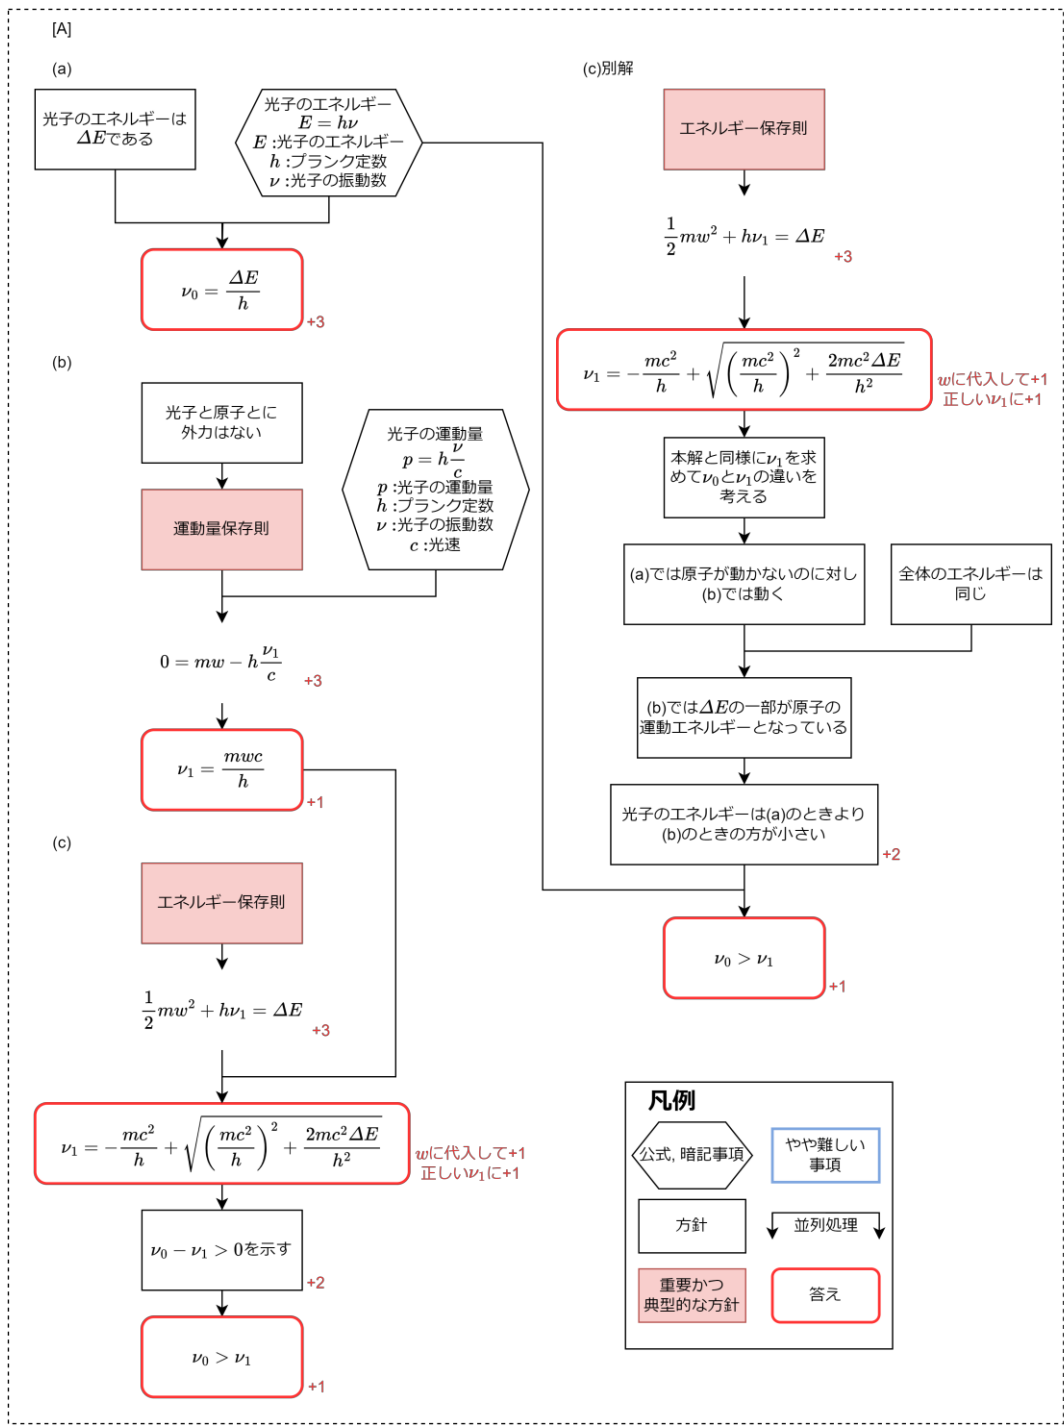 [A]
(a)
光子のエネルギーは
ΔEである
光子のエネルギー
E = hν
E :光子のエネルギー
h :プランク定数
ν :光子の振動数
ν₀ = ΔE/h
+3
(b)
光子と原子とに
外力はない
運動量保存則
光子の運動量
p = h ν/c
p :光子の運動量
h :プランク定数
ν :光子の振動数
c :光速
0 = mw − h ν₁/c
+3
ν₁ = mwc/h
+1
(c)
エネルギー保存則
1/2 mw² + hν₁ = ΔE
+3
ν₁ = − mc²/h + √((mc²/h)² + 2mc²ΔE/h²)
wに代入して+1
正しいν₁に+1
ν₀ − ν₁ > 0を示す
+2
ν₀ > ν₁
+1
(c)別解
エネルギー保存則
1/2 mw² + hν₁ = ΔE
+3
ν₁ = − mc²/h + √((mc²/h)² + 2mc²ΔE/h²)
wに代入して+1
正しいν₁に+1
本解と同様にν₁を求
めてν₀とν₁の違いを
考える
(a)では原子が動かないのに対し
(b)では動く
全体のエネルギーは
同じ
(b)ではΔEの一部が原子の
運動エネルギーとなっている
光子のエネルギーは(a)のときより
(b)のときの方が小さい
+2
ν₀ > ν₁
+1
凡例
公式, 暗記事項
やや難しい
事項
方針
並列処理
重要かつ
典型的な方針
答え